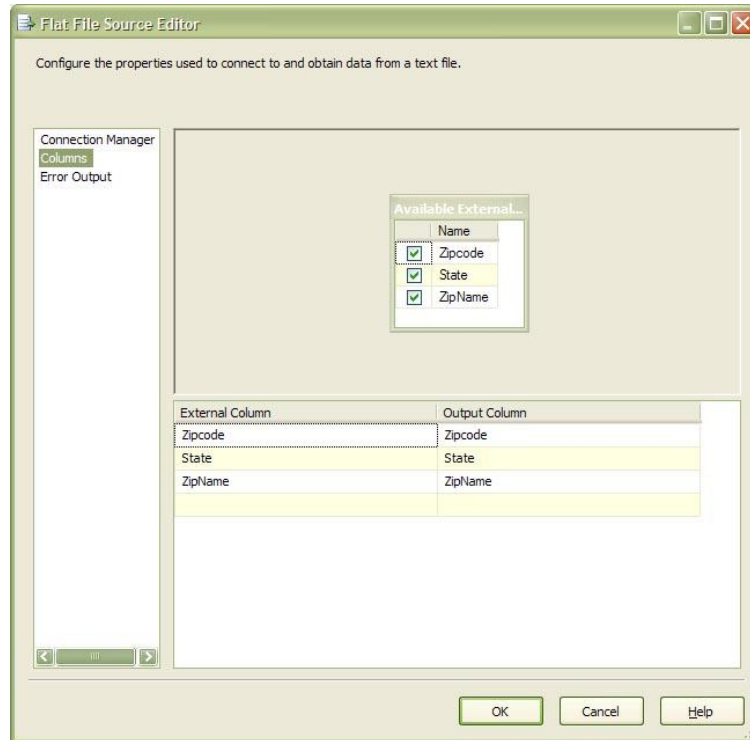 Flat File Source Editor
Configure the properties used to connect to and obtain data from a text file.
Connection Manager
Columns
Error Output
Available External...
Name
Zipcode
State
ZipName
External Column Output Column
Zipcode Zipcode
State State
ZipName ZipName
OK Cancel Help